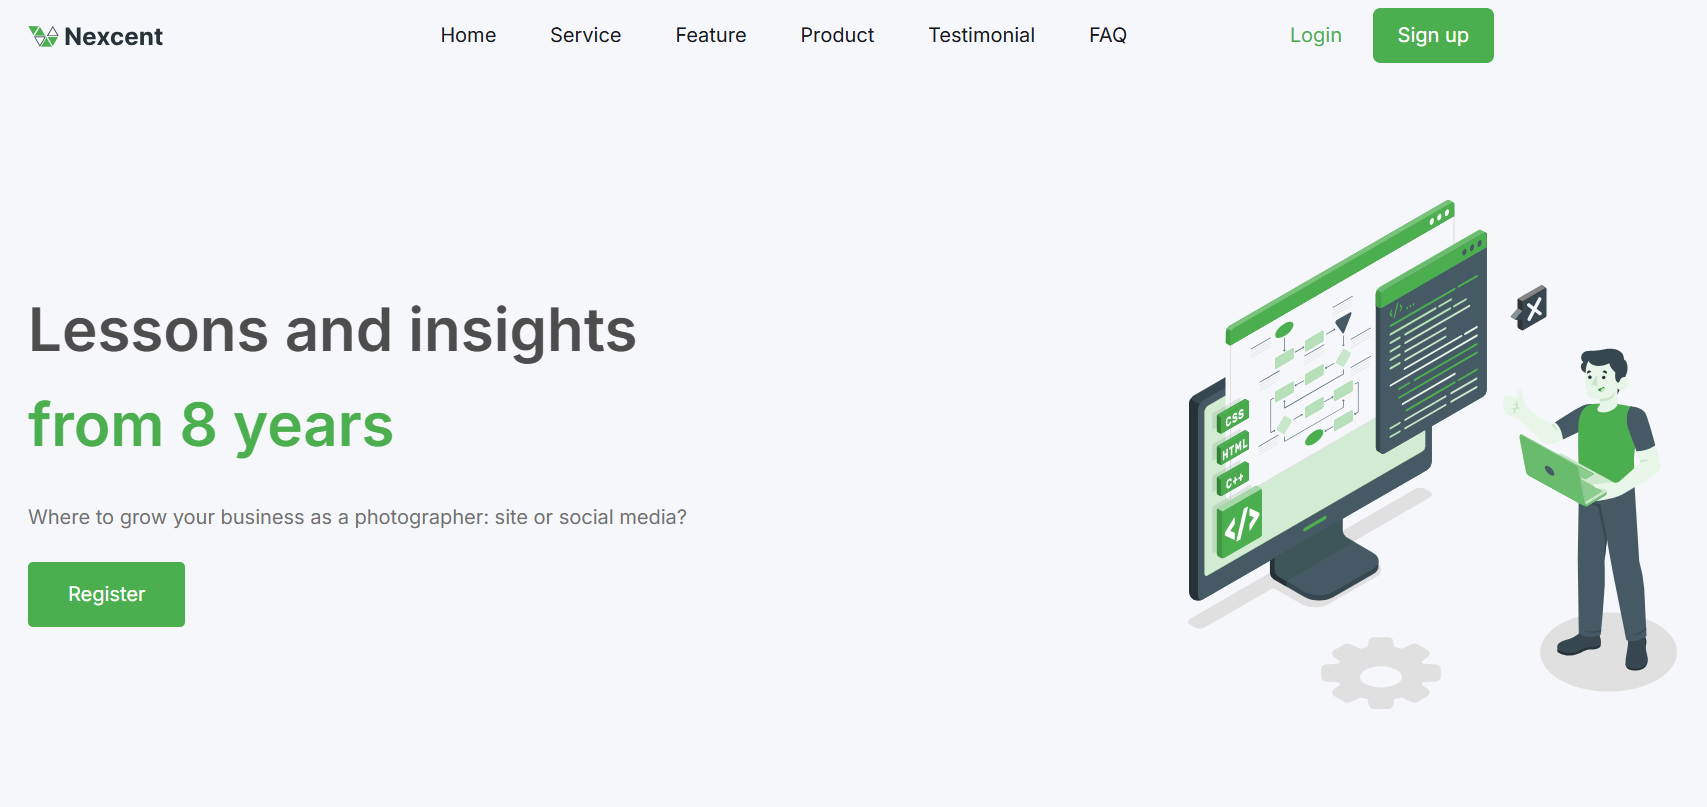 Nexcent
Home Service Feature Product Testimonial FAQ
Login Sign up
Lessons and insights
from 8 years
Where to grow your business as a photographer: site or social media?
Register
CSS
HTML
C++
</>
</>...
X